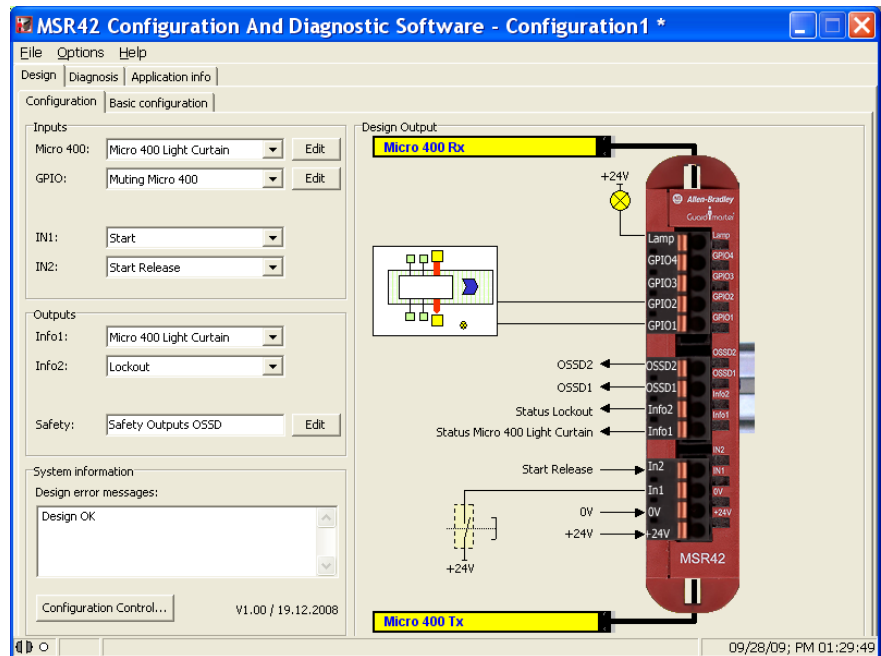 MSR42 Configuration And Diagnostic Software - Configuration1 *
File Options Help
Design Diagnosis Application info
Configuration Basic configuration
Inputs
Micro 400: Micro 400 Light Curtain Edit
GPIO: Muting Micro 400 Edit
IN1: Start
IN2: Start Release
Outputs
Info1: Micro 400 Light Curtain
Info2: Lockout
Safety: Safety Outputs OSSD Edit
System information
Design error messages:
Design OK
Configuration Control... V1.00 / 19.12.2008
Design Output
Micro 400 Rx
+24V
Allen-Bradley
Guardmaster
Lamp Lamp
GPIO4 GPIO4
GPIO3 GPIO3
GPIO2 GPIO2
GPIO1 GPIO1
OSSD2 OSSD2 OSSD2
OSSD1 OSSD1 OSSD1
Status Lockout Info2 Info2
Status Micro 400 Light Curtain Info1 Info1
Start Release In2 IN2
In1 IN1
0V 0V 0V
+24V +24V +24V
+24V
MSR42
Micro 400 Tx
09/28/09; PM 01:29:49